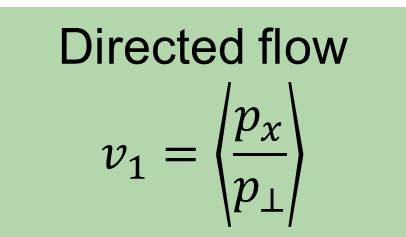 Directed flow
v₁ = ⟨pₓ/p⊥⟩